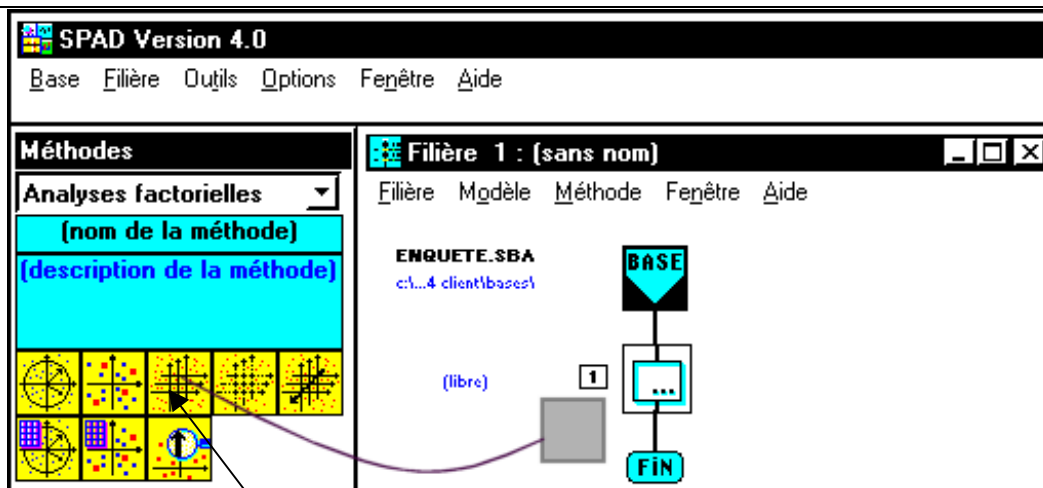 SPAD Version 4.0
Base Filière Outils Options Fenêtre Aide
Méthodes
Analyses factorielles
(nom de la méthode)
(description de la méthode)
Filière 1 : (sans nom)
Filière Modèle Méthode Fenêtre Aide
ENQUETE.SBA
c:\...4 client\bases\
BASE
(libre)
1
...
FIN